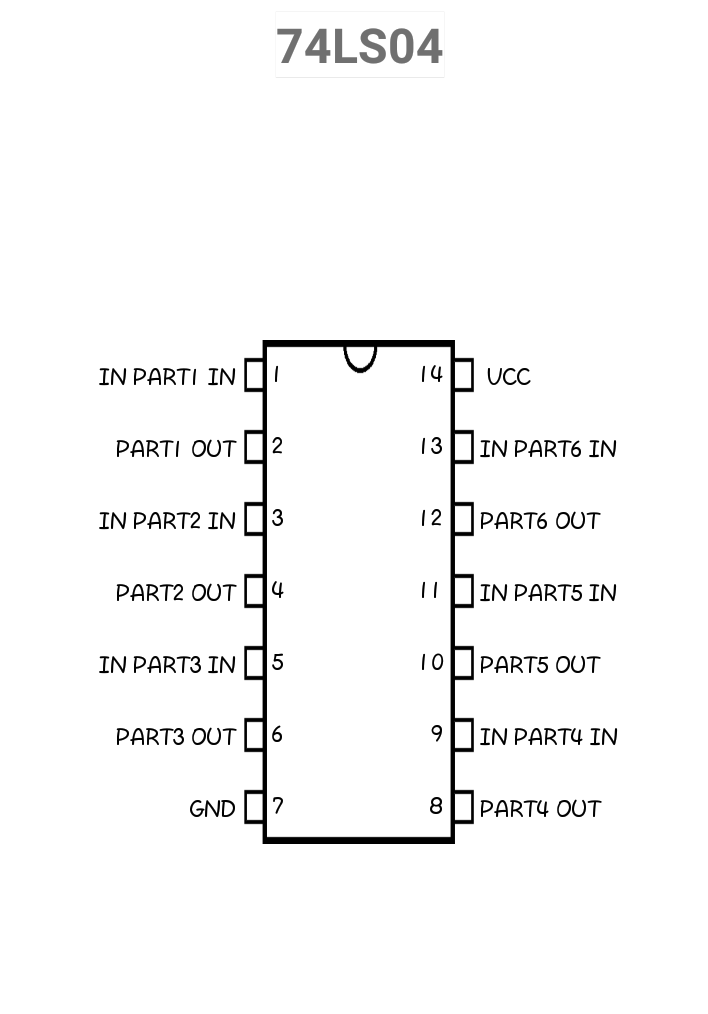 74LS04
IN PART1 IN 1 14 VCC
PART1 OUT 2 13 IN PART6 IN
IN PART2 IN 3 12 PART6 OUT
PART2 OUT 4 11 IN PART5 IN
IN PART3 IN 5 10 PART5 OUT
PART3 OUT 6 9 IN PART4 IN
GND 7 8 PART4 OUT